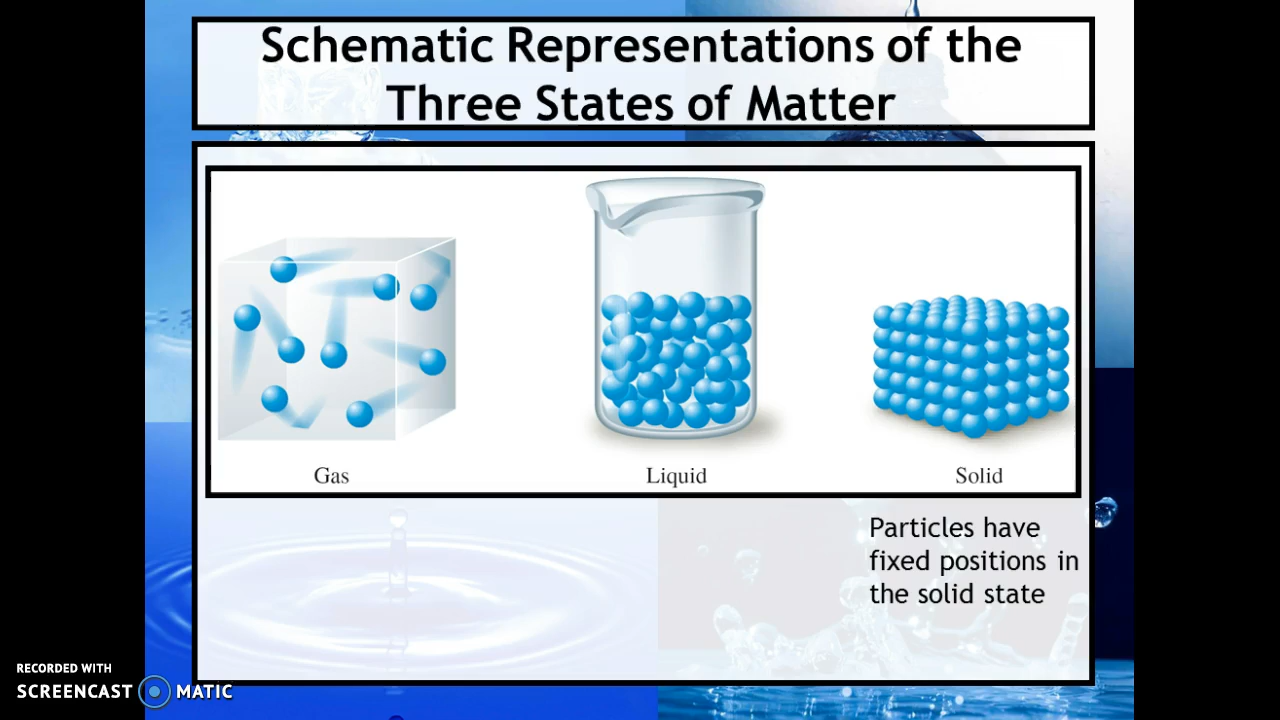 Schematic Representations of the
Three States of Matter
Gas
Liquid
Solid
Particles have
fixed positions in
the solid state
RECORDED WITH
SCREENCAST MATIC